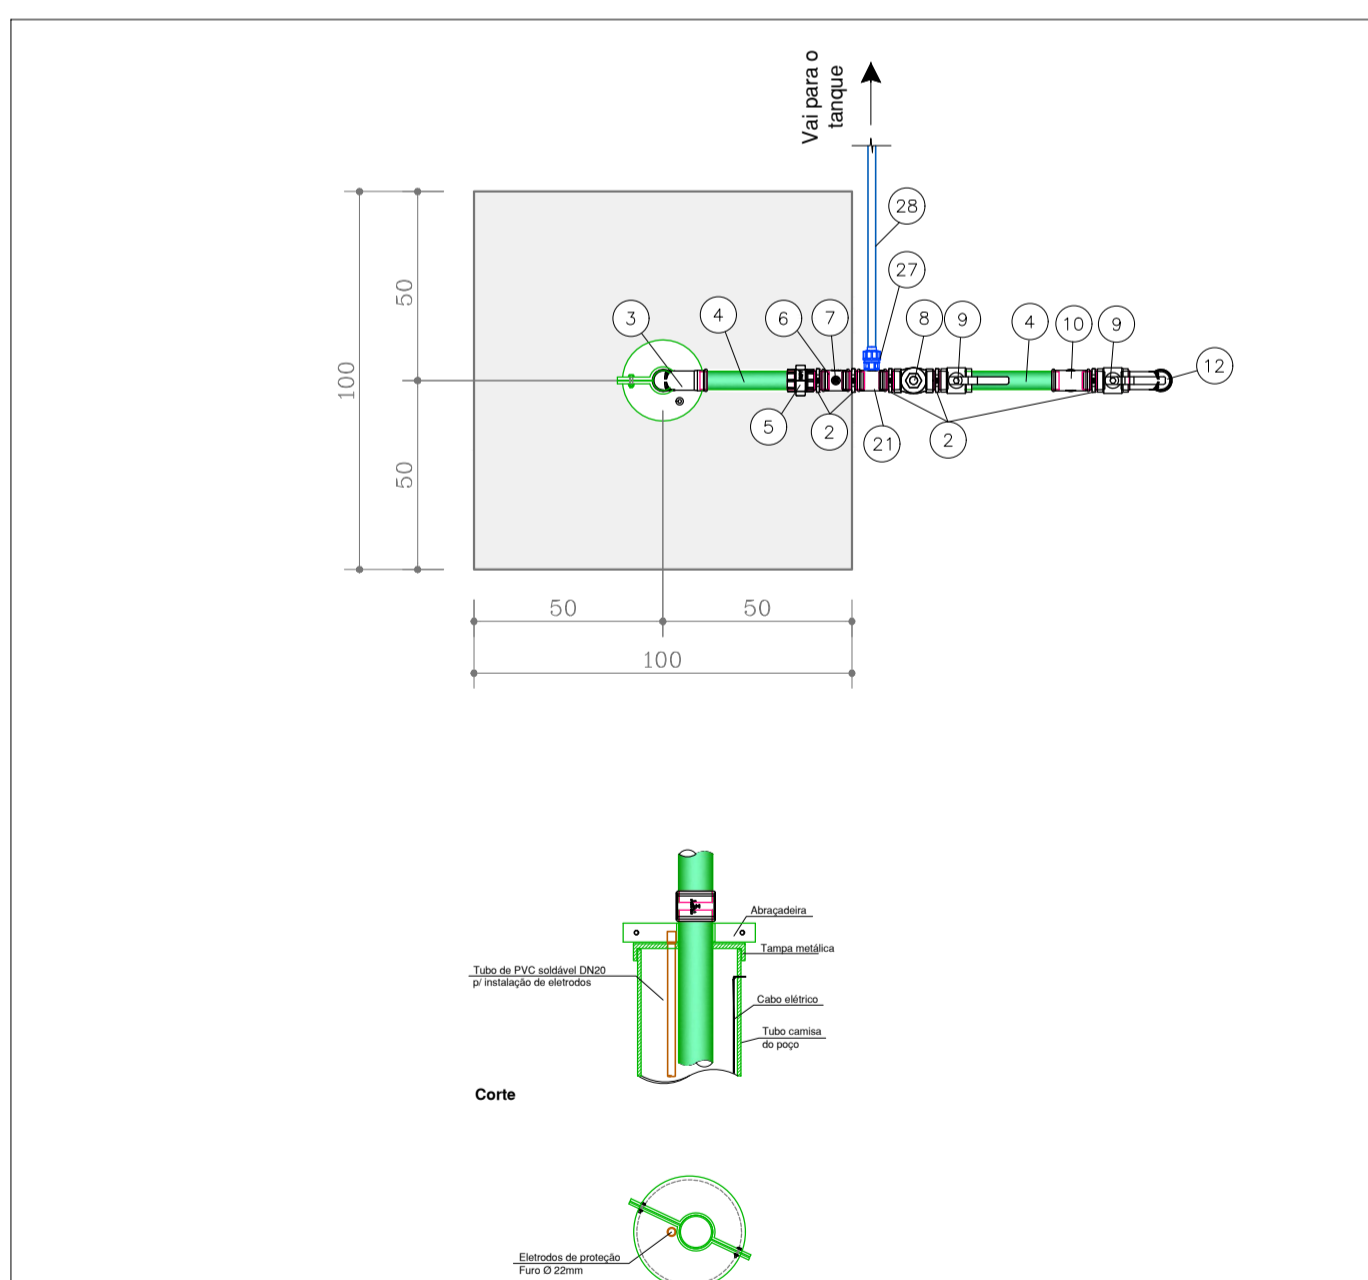 Vai para o
tanque
28
27
3
4
6
7
8
9
4
10
9
12
5
2
21
2
50
100
50
50
50
100
Abraçadeira
Tampa metálica
Tubo de PVC soldável DN20
p/ instalação de eletrodos
Cabo elétrico
Tubo camisa
do poço
Corte
Eletrodos de proteção
Furo Ø 22mm